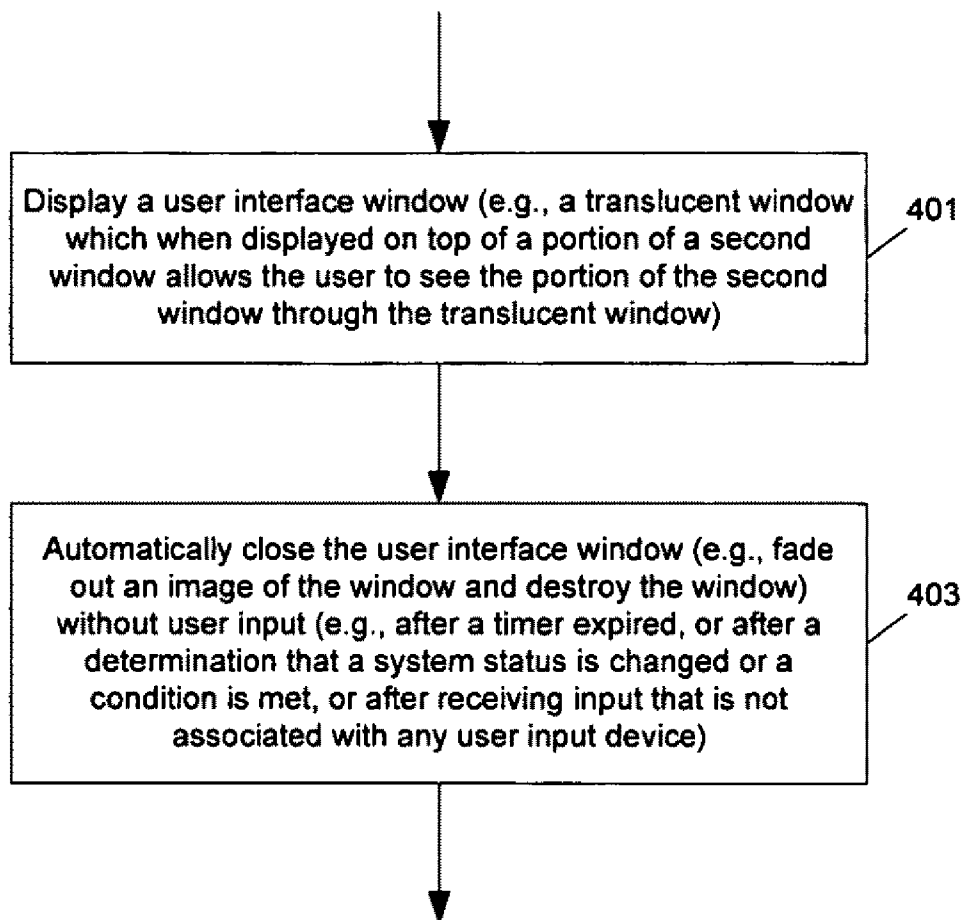 Display a user interface window (e.g., a translucent window
which when displayed on top of a portion of a second
window allows the user to see the portion of the second
window through the translucent window)
401
Automatically close the user interface window (e.g., fade
out an image of the window and destroy the window)
without user input (e.g., after a timer expired, or after a
determination that a system status is changed or a
condition is met, or after receiving input that is not
associated with any user input device)
403